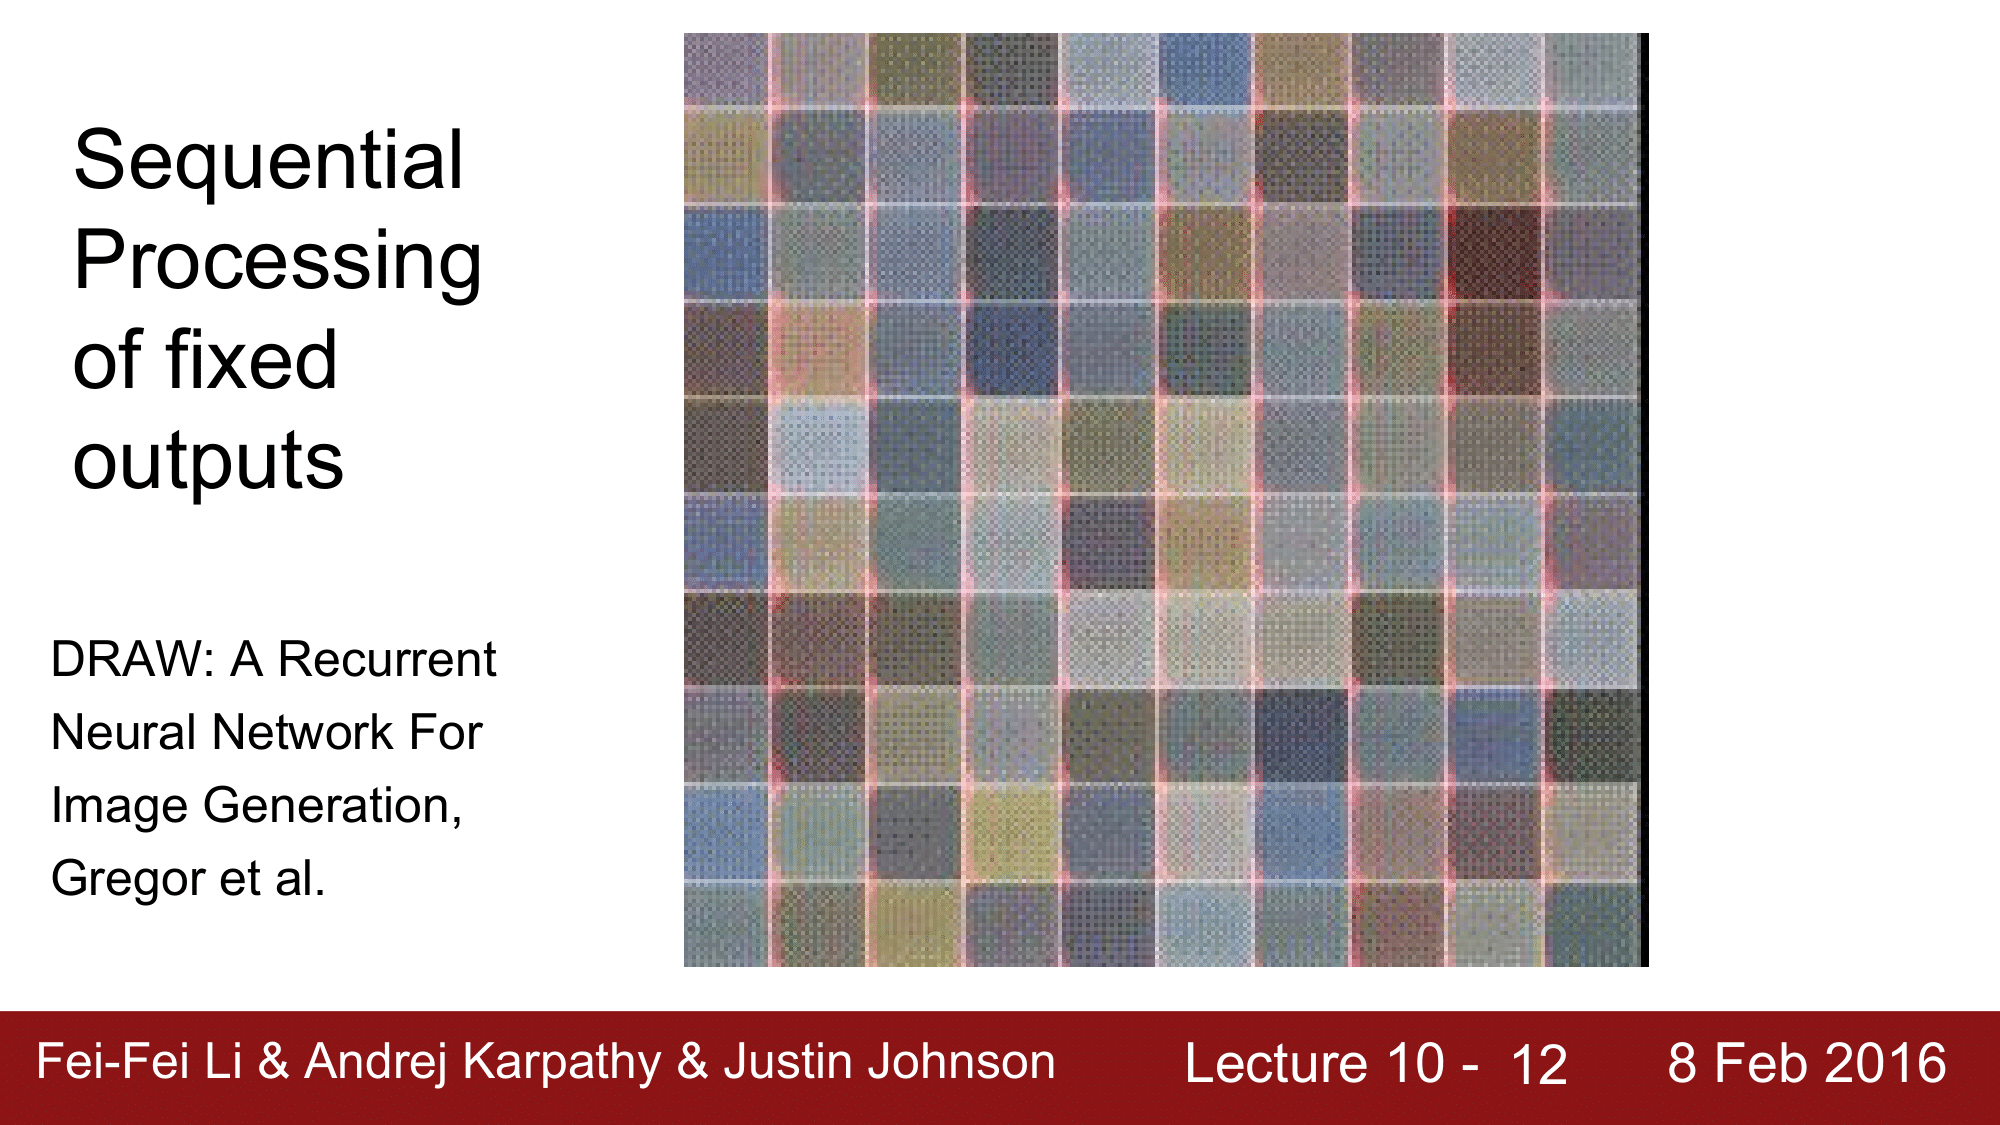 Sequential
Processing
of fixed
outputs
DRAW: A Recurrent
Neural Network For
Image Generation,
Gregor et al.
Fei-Fei Li & Andrej Karpathy & Justin Johnson
Lecture 10 - 12
8 Feb 2016